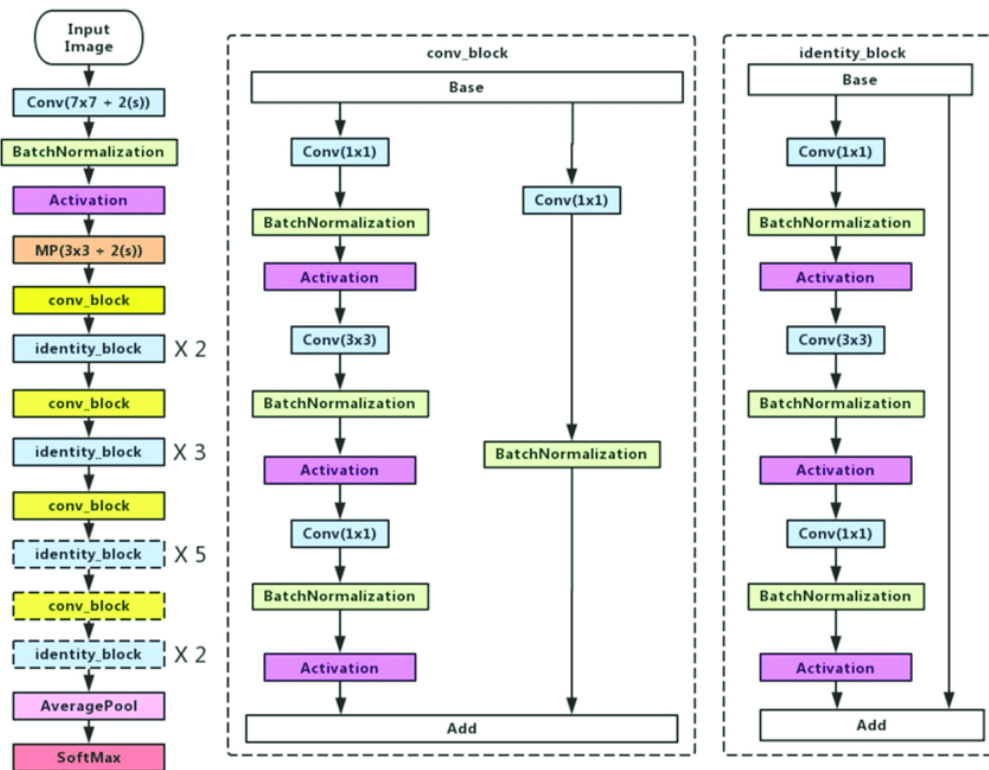 Input
Image
Conv(7x7 + 2(s))
BatchNormalization
Activation
MP(3x3 + 2(s))
conv_block
identity_block X 2
conv_block
identity_block X 3
conv_block
identity_block X 5
conv_block
identity_block X 2
AveragePool
SoftMax
conv_block
Base
Conv(1x1)
BatchNormalization
Activation
Conv(3x3)
BatchNormalization
Activation
Conv(1x1)
BatchNormalization
Activation
Conv(1x1)
BatchNormalization
Add
identity_block
Base
Conv(1x1)
BatchNormalization
Activation
Conv(3x3)
BatchNormalization
Activation
Conv(1x1)
BatchNormalization
Activation
Add